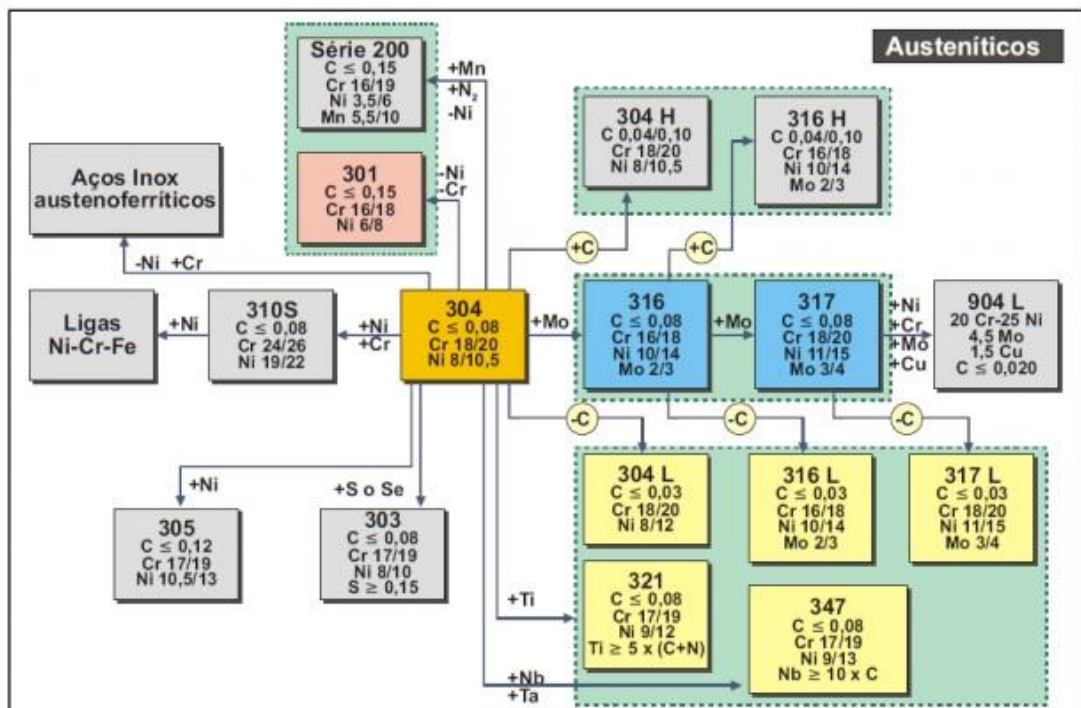 Austeníticos
Série 200
C ≤ 0,15
Cr 16/19
Ni 3,5/6
Mn 5,5/10
+Mn
+N₂
-Ni
301
C ≤ 0,15
Cr 16/18
Ni 6/8
-Ni
-Cr
304 H
C 0,04/0,10
Cr 18/20
Ni 8/10,5
316 H
C 0,04/0,10
Cr 16/18
Ni 10/14
Mo 2/3
Aços Inox
austenoferríticos
-Ni +Cr
+C
+C
Ligas
Ni-Cr-Fe
+Ni
310S
C ≤ 0,08
Cr 24/26
Ni 19/22
+Ni
+Cr
304
C ≤ 0,08
Cr 18/20
Ni 8/10,5
+Mo
316
C ≤ 0,08
Cr 16/18
Ni 10/14
Mo 2/3
+Mo
317
C ≤ 0,08
Cr 18/20
Ni 11/15
Mo 3/4
+Ni
+Cr
+Mo
+Cu
904 L
20 Cr-25 Ni
4,5 Mo
1,5 Cu
C ≤ 0,020
-C
-C
-C
304 L
C ≤ 0,03
Cr 18/20
Ni 8/12
316 L
C ≤ 0,03
Cr 16/18
Ni 10/14
Mo 2/3
317 L
C ≤ 0,03
Cr 18/20
Ni 11/15
Mo 3/4
+Ni
305
C ≤ 0,12
Cr 17/19
Ni 10,5/13
+S o Se
303
C ≤ 0,08
Cr 17/19
Ni 8/10
S ≥ 0,15
+Ti
321
C ≤ 0,08
Cr 17/19
Ni 9/12
Ti ≥ 5 x (C+N)
+Nb
+Ta
347
C ≤ 0,08
Cr 17/19
Ni 9/13
Nb ≥ 10 x C